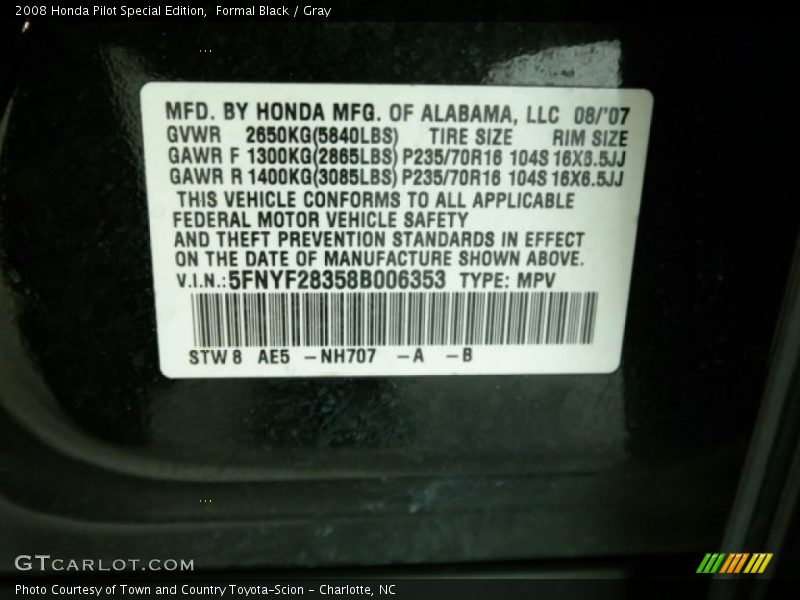 2008 Honda Pilot Special Edition,  Formal Black / Gray
MFD. BY HONDA MFG. OF ALABAMA, LLC 08/'07
GVWR 2650KG(5840LBS) TIRE SIZE RIM SIZE
GAWR F 1300KG(2865LBS) P235/70R16 104S 16X6.5JJ
GAWR R 1400KG(3085LBS) P235/70R16 104S 16X6.5JJ
THIS VEHICLE CONFORMS TO ALL APPLICABLE
FEDERAL MOTOR VEHICLE SAFETY
AND THEFT PREVENTION STANDARDS IN EFFECT
ON THE DATE OF MANUFACTURE SHOWN ABOVE.
V.I.N.: 5FNYF28358B006353 TYPE: MPV
STW 8 AE5 -NH707 -A -B
GTCARLOT.COM
Photo Courtesy of Town and Country Toyota-Scion - Charlotte, NC